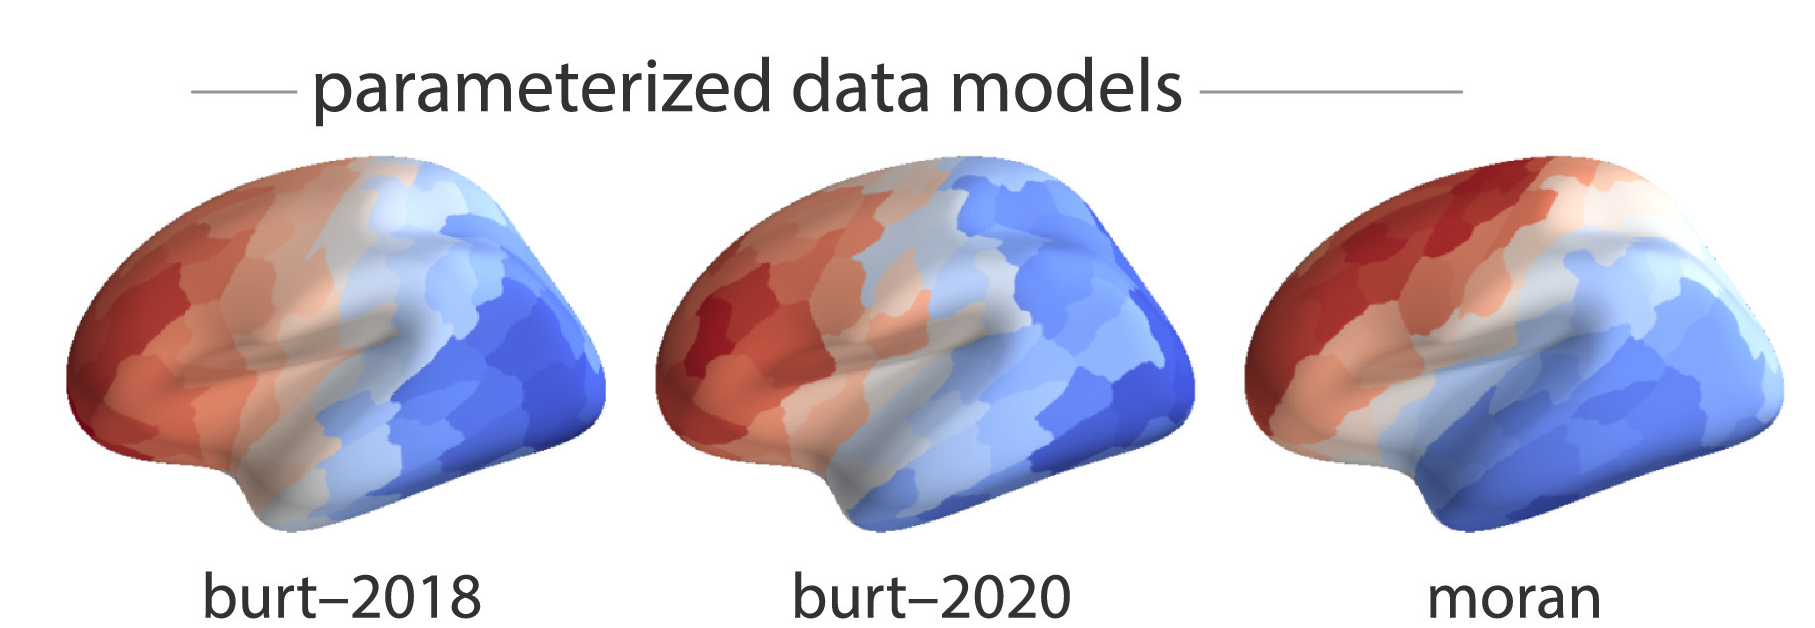 parameterized data models
burt–2018
burt–2020
moran